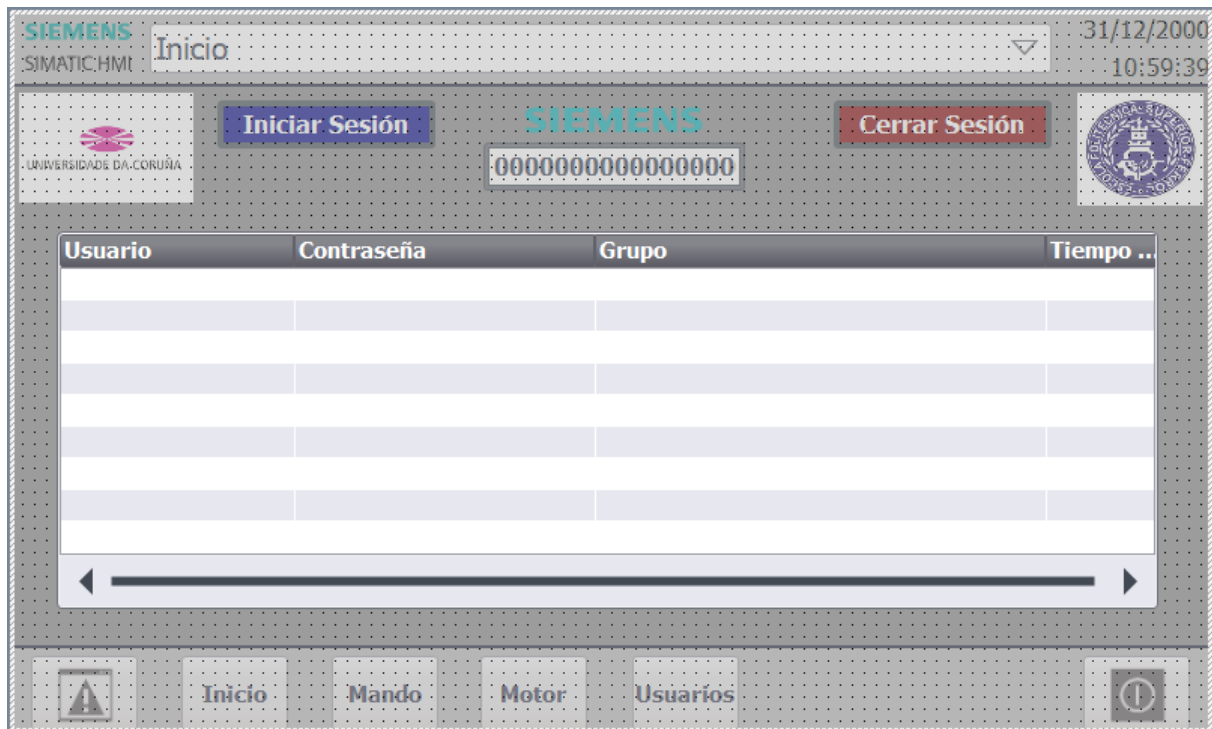 SIEMENS
SIMATIC HMI
Inicio
31/12/2000
10:59:39
UNIVERSIDADE DA CORUÑA
Iniciar Sesión
SIEMENS
0000000000000000
Cerrar Sesión
Usuario Contraseña Grupo Tiempo ...
Inicio Mando Motor Usuarios